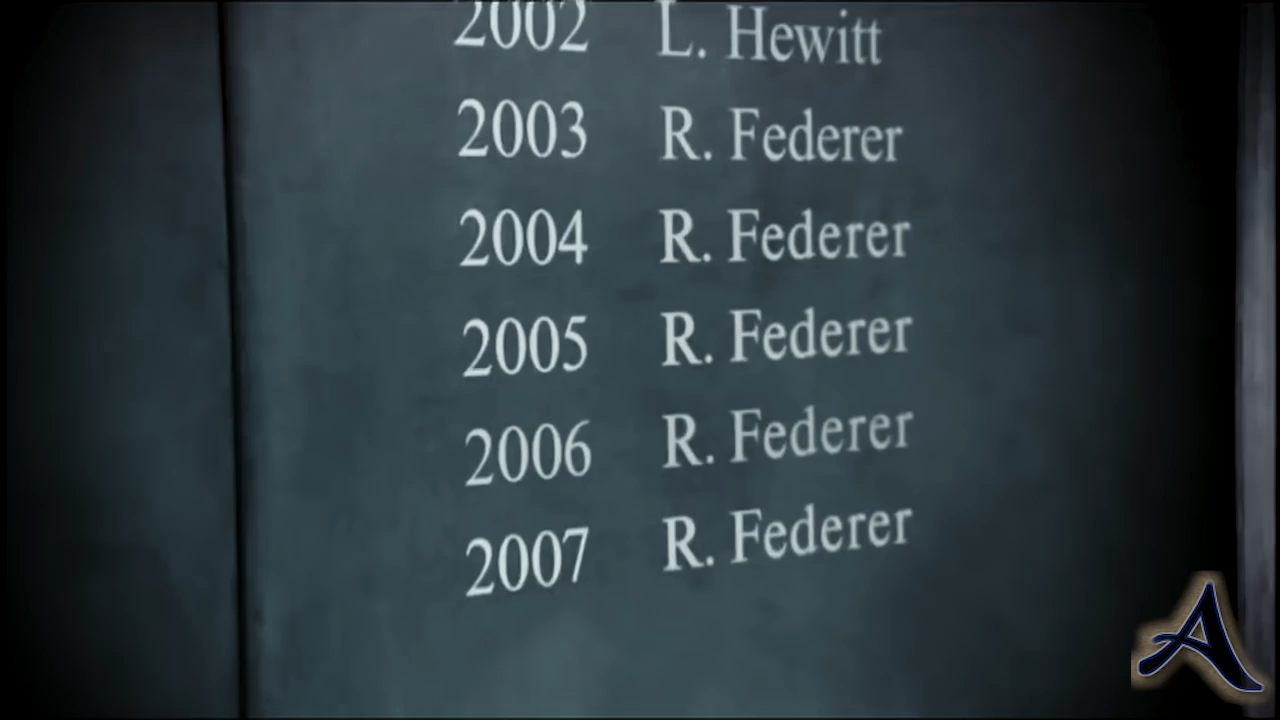 2002 L. Hewitt
2003 R. Federer
2004 R. Federer
2005 R. Federer
2006 R. Federer
2007 R. Federer
A